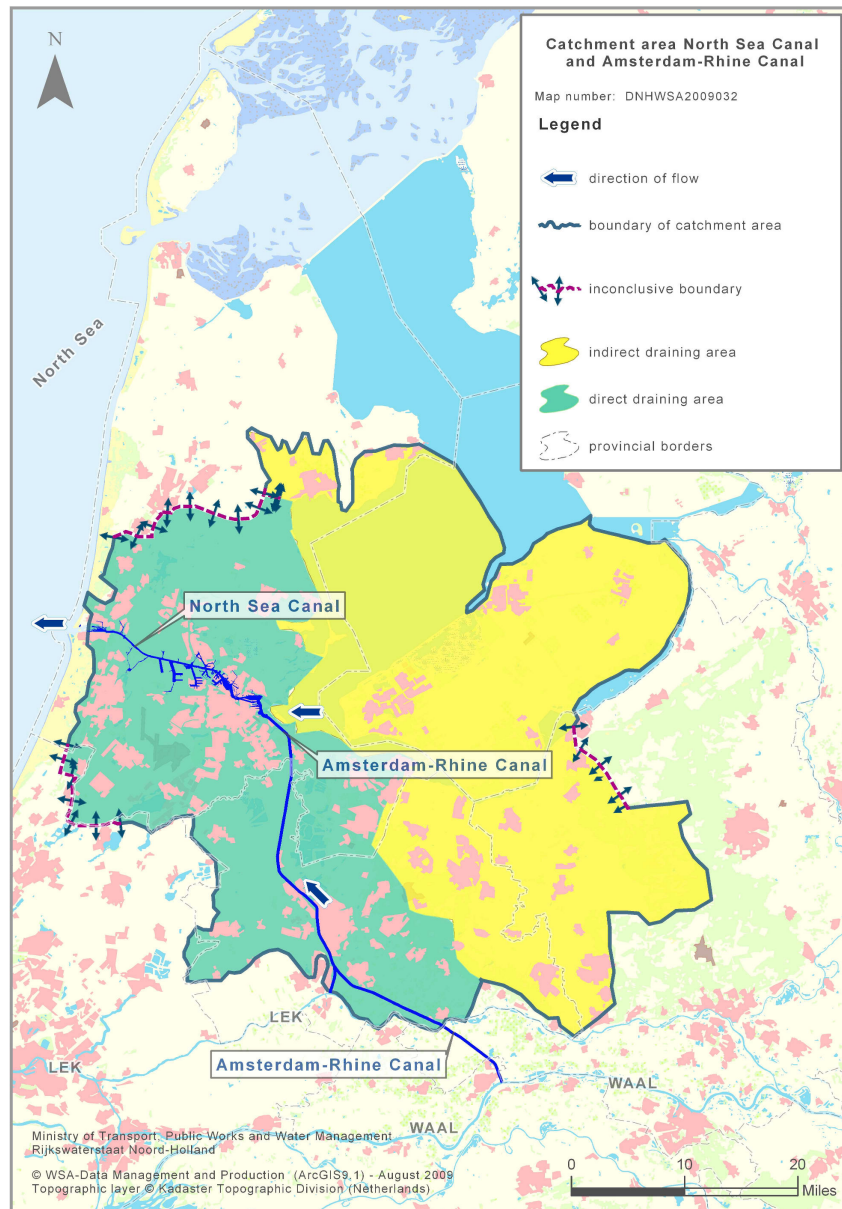 N
Catchment area North Sea Canal
and Amsterdam-Rhine Canal
Map number: DNHWSA2009032
Legend
direction of flow
boundary of catchment area
inconclusive boundary
indirect draining area
direct draining area
provincial borders
North Sea
North Sea Canal
Amsterdam-Rhine Canal
LEK
LEK
Amsterdam-Rhine Canal
WAAL
WAAL
Ministry of Transport, Public Works and Water Management
Rijkswaterstaat Noord-Holland
© WSA-Data Management and Production (ArcGIS9,1) - August 2009
Topographic layer © Kadaster Topographic Division (Netherlands)
0 10 20
Miles